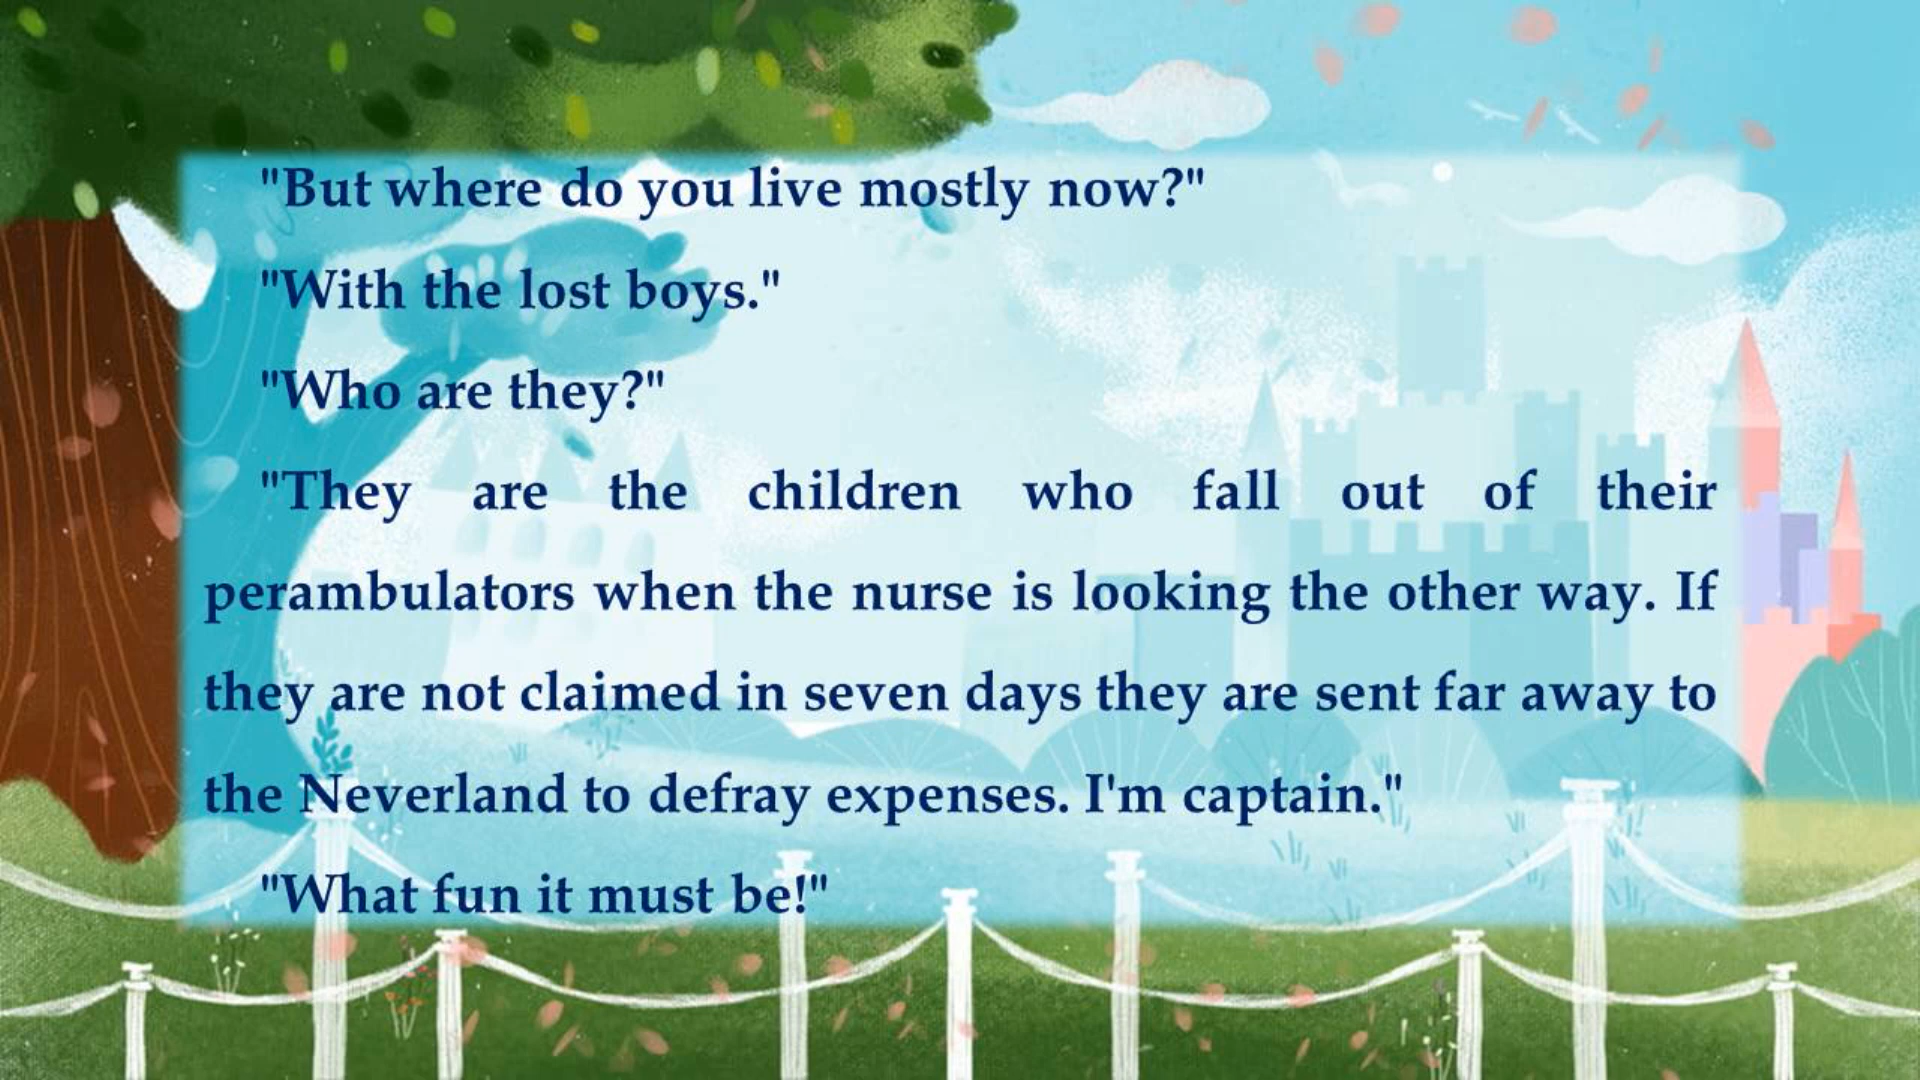 "But where do you live mostly now?"
"With the lost boys."
"Who are they?"
"They are the children who fall out of their
perambulators when the nurse is looking the other way. If
they are not claimed in seven days they are sent far away to
the Neverland to defray expenses. I'm captain."
"What fun it must be!"